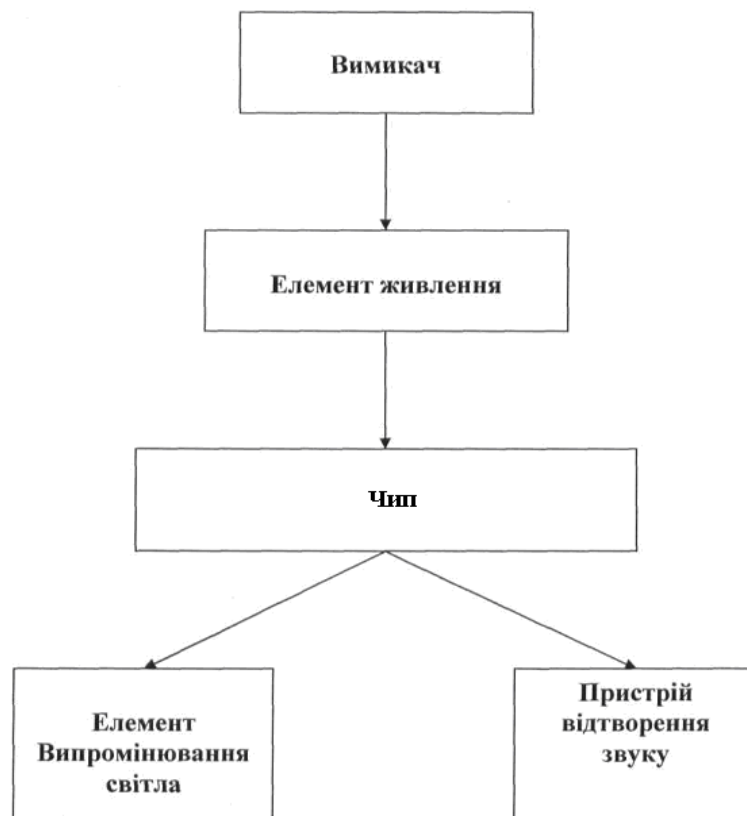 Вимикач
Елемент живлення
Чип
Елемент
Випромінювання
світла
Пристрій
відтворення
звуку